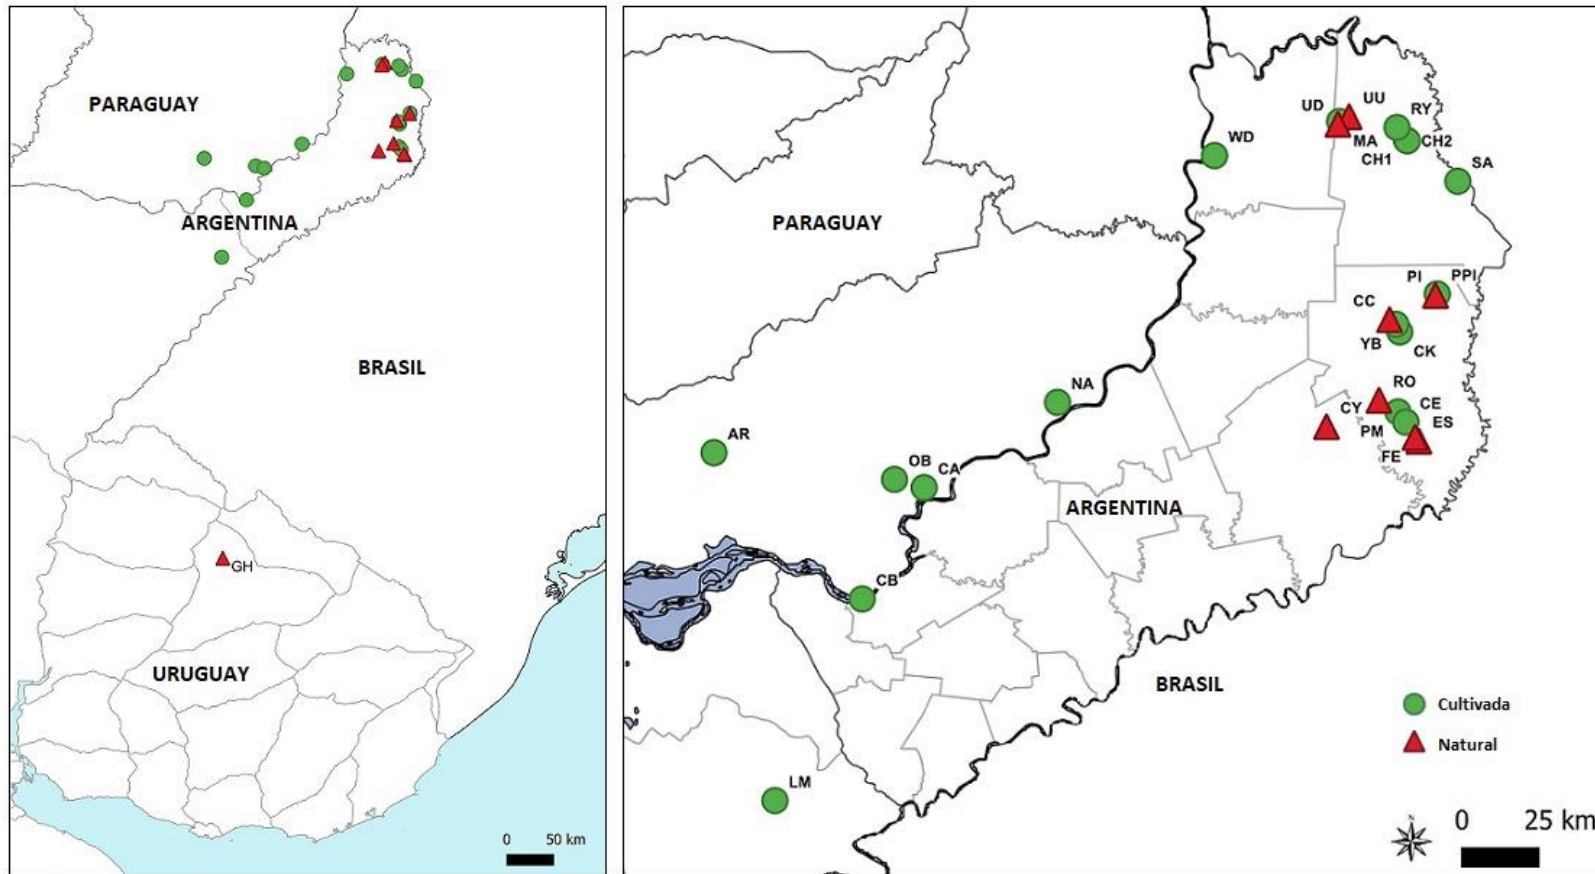 PARAGUAY
ARGENTINA
BRASIL
GH
URUGUAY
0 50 km
UD
UU
RY
WD
MA
CH2
CH1
SA
PARAGUAY
PI
PPI
CC
YB
CK
NA
RO
CY
CE
AR
PM
ES
FE
OB
CA
ARGENTINA
CB
BRASIL
Cultivada
Natural
LM
N
0 25 km